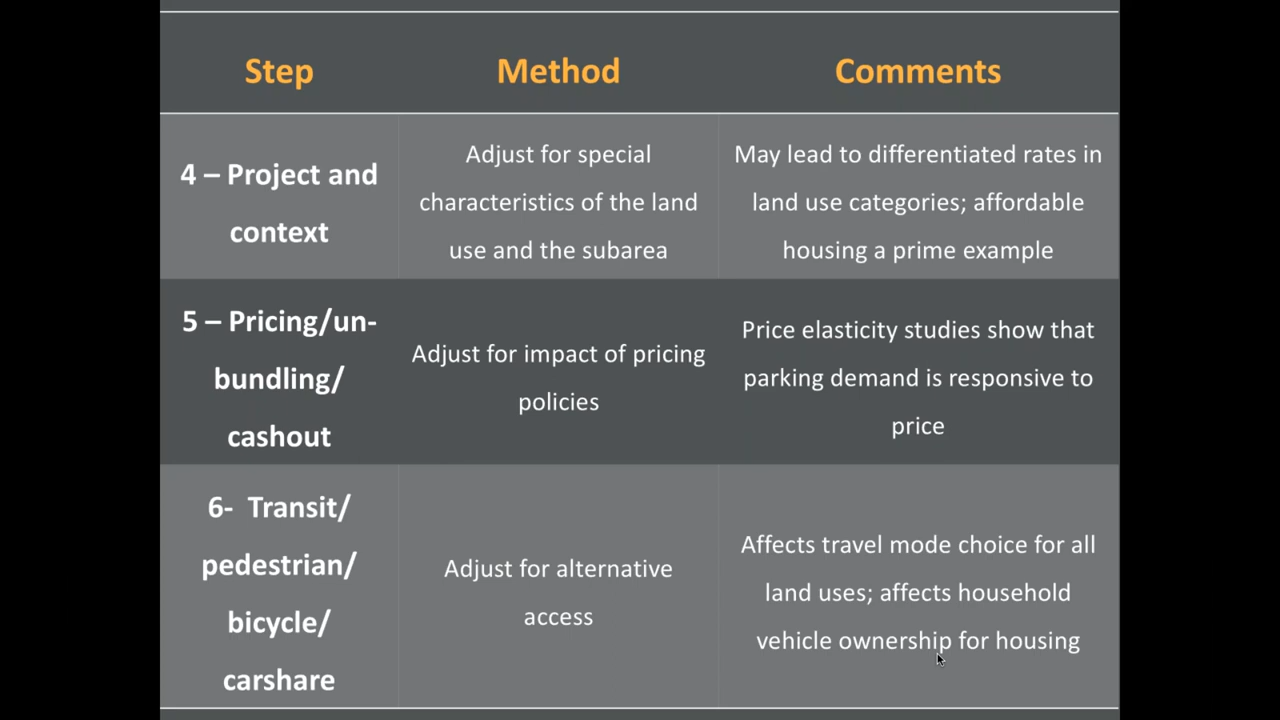 Step
Method
Comments
4 – Project and
context
Adjust for special
characteristics of the land
use and the subarea
May lead to differentiated rates in
land use categories; affordable
housing a prime example
5 – Pricing/un-
bundling/
cashout
Adjust for impact of pricing
policies
Price elasticity studies show that
parking demand is responsive to
price
6-  Transit/
pedestrian/
bicycle/
carshare
Adjust for alternative
access
Affects travel mode choice for all
land uses; affects household
vehicle ownership for housing